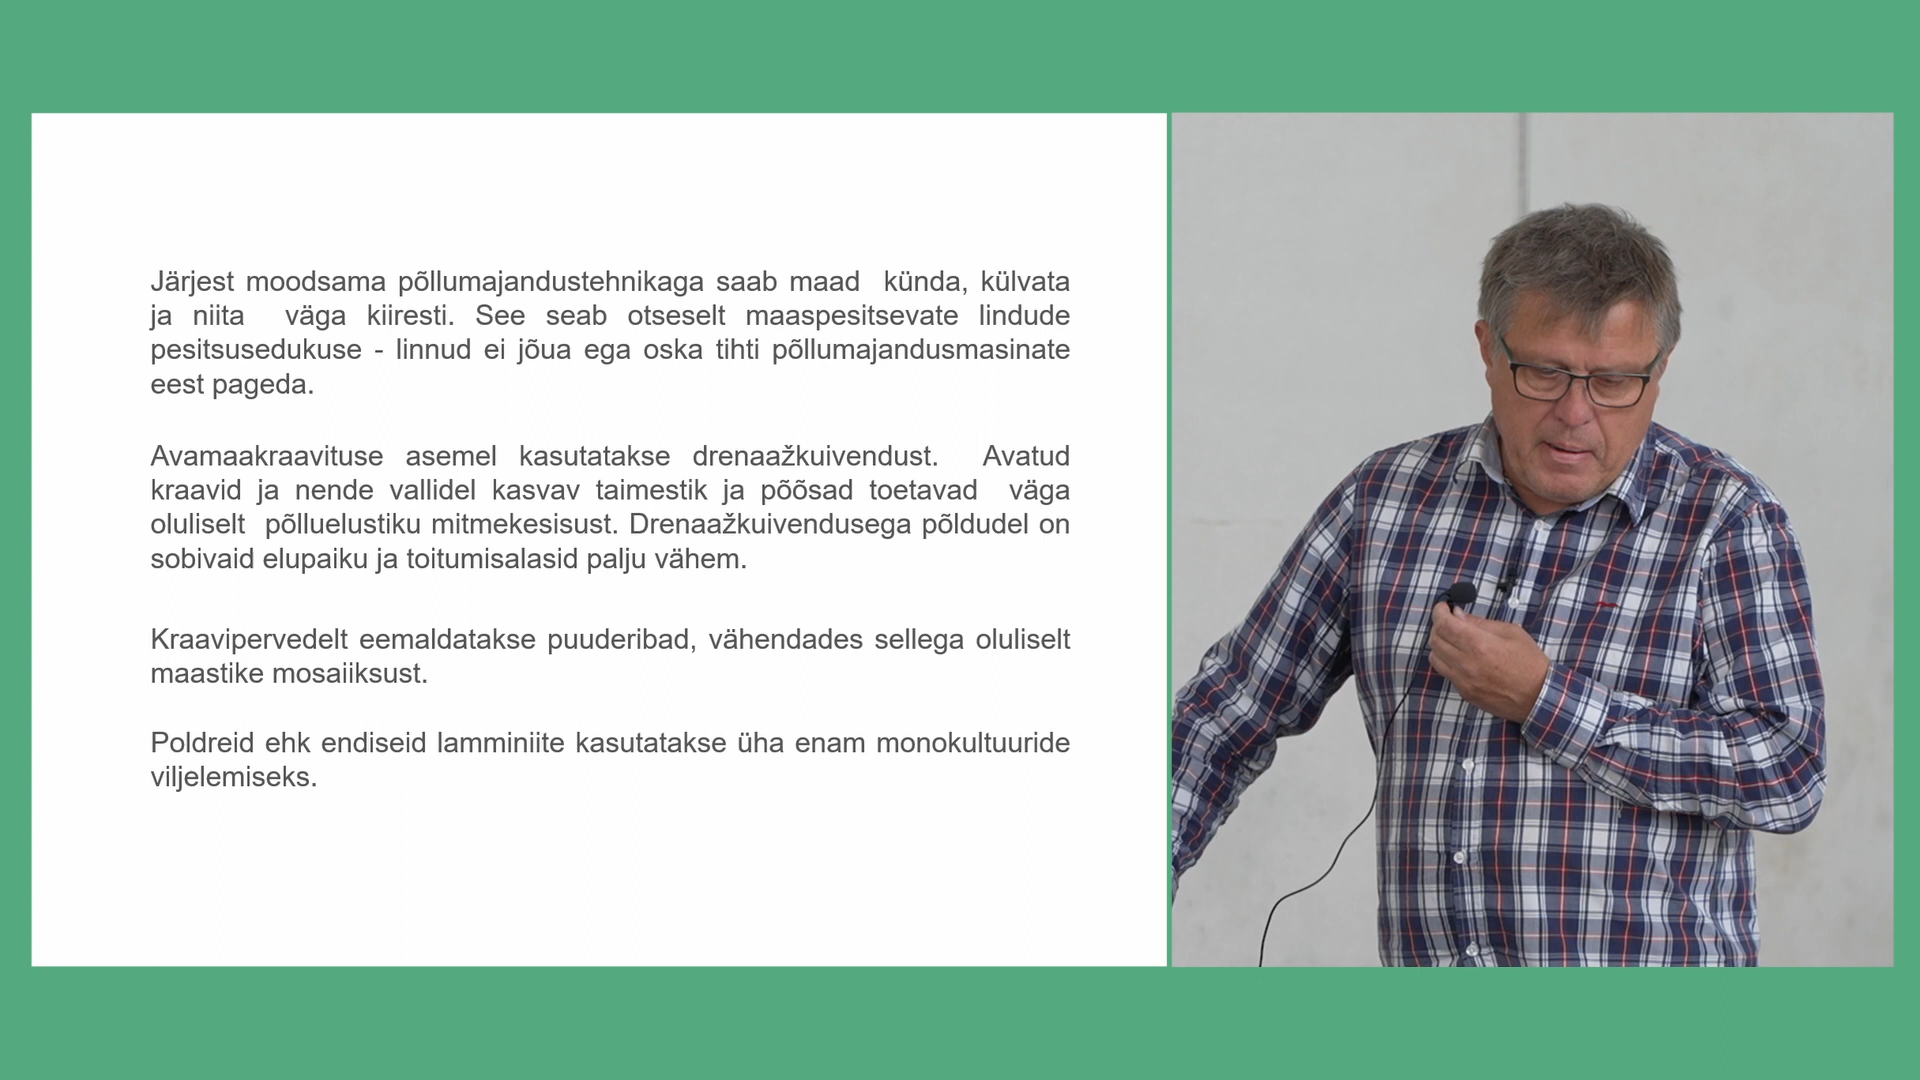 Järjest moodsama põllumajandustehnikaga saab maad künda, külvata
ja niita väga kiiresti. See seab otseselt maaspesitsevate lindude
pesitsusedukuse - linnud ei jõua ega oska tihti põllumajandusmasinate
eest pageda.
Avamaakraavituse asemel kasutatakse drenaažkuivendust. Avatud
kraavid ja nende vallidel kasvav taimestik ja põõsad toetavad väga
oluliselt põlluelustiku mitmekesisust. Drenaažkuivendusega põldudel on
sobivaid elupaiku ja toitumisalasid palju vähem.
Kraavipervedelt eemaldatakse puuderibad, vähendades sellega oluliselt
maastike mosaiiksust.
Poldreid ehk endiseid lamminiite kasutatakse üha enam monokultuuride
viljelemiseks.